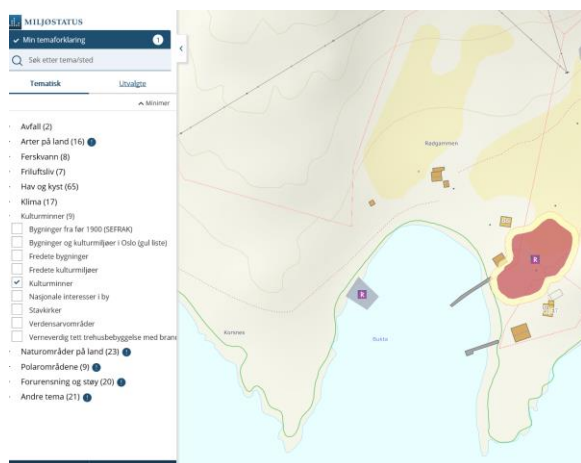 MILJØSTATUS
Min temaforklaring 1
Søk etter tema/sted
Tematisk Utvalgte
Minimer
Avfall (2)
Arter på land (16)
Ferskvann (8)
Friluftsliv (7)
Hav og kyst (65)
Klima (17)
Kulturminner (9)
Bygninger fra før 1900 (SEFRAK)
Bygninger og kulturmiljøer i Oslo (gul liste)
Fredete bygninger
Fredete kulturmiljøer
Kulturminner
Nasjonale interesser i by
Stavkirker
Verdensarvområder
Verneverdig tett trehusbebyggelse med bran
Naturområder på land (23)
Polarområdene (9)
Forurensning og støy (20)
Andre tema (21)
Rødgammen
R
R
Bukta